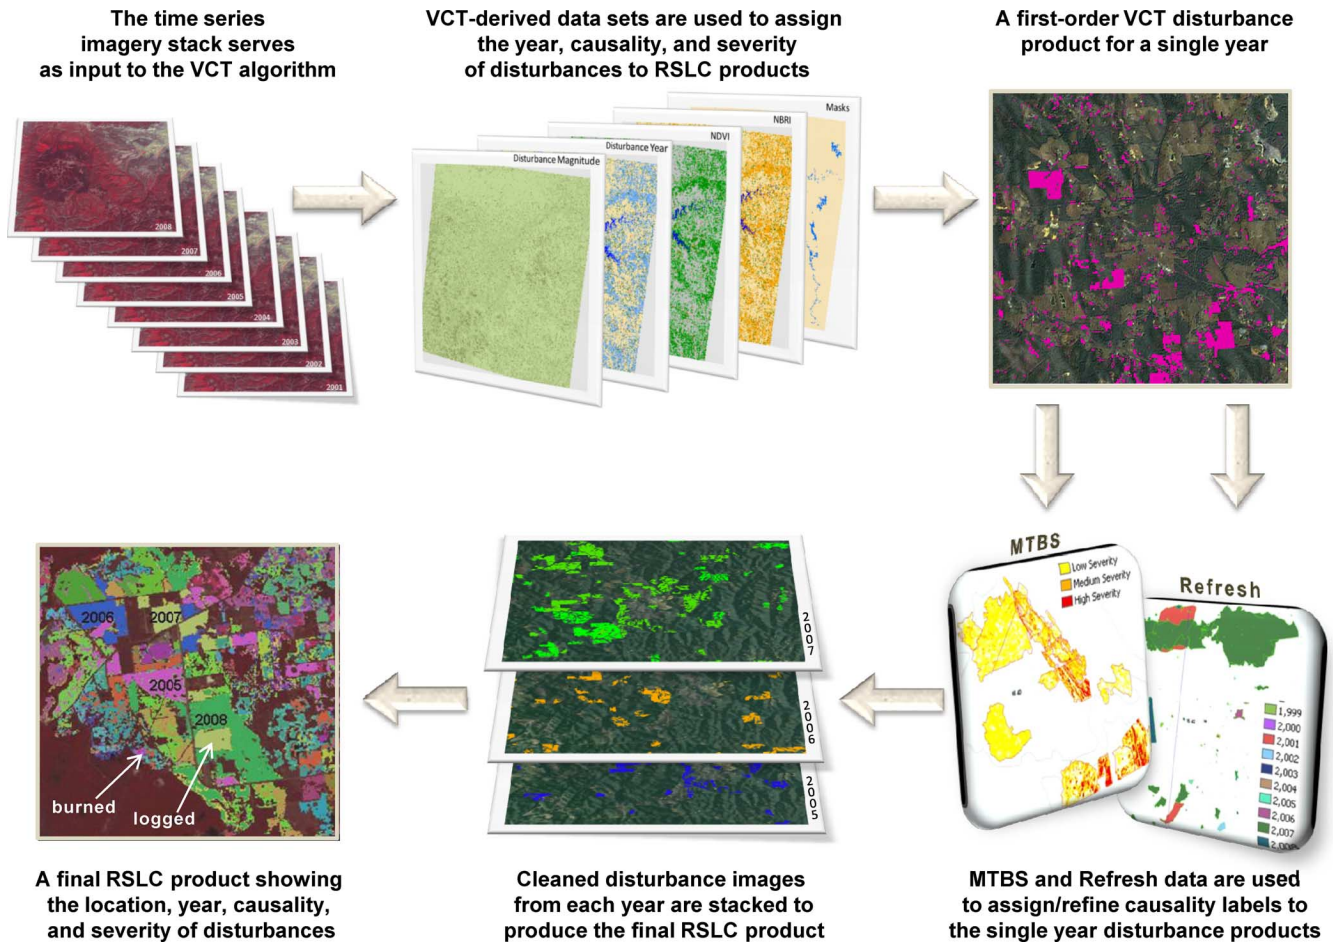 The time series
imagery stack serves
as input to the VCT algorithm
VCT-derived data sets are used to assign
the year, causality, and severity
of disturbances to RSLC products
A first-order VCT disturbance
product for a single year
2008
2007
2006
2005
2004
2003
2002
2001
Disturbance Magnitude
Disturbance Year
NDVI
NBRI
Masks
MTBS
Low Severity
Medium Severity
High Severity
Refresh
1,999
2,000
2,001
2,002
2,003
2,004
2,005
2,006
2,007
2007
2006
2005
2006
2007
2005
2008
burned
logged
A final RSLC product showing
the location, year, causality,
and severity of disturbances
Cleaned disturbance images
from each year are stacked to
produce the final RSLC product
MTBS and Refresh data are used
to assign/refine causality labels to
the single year disturbance products